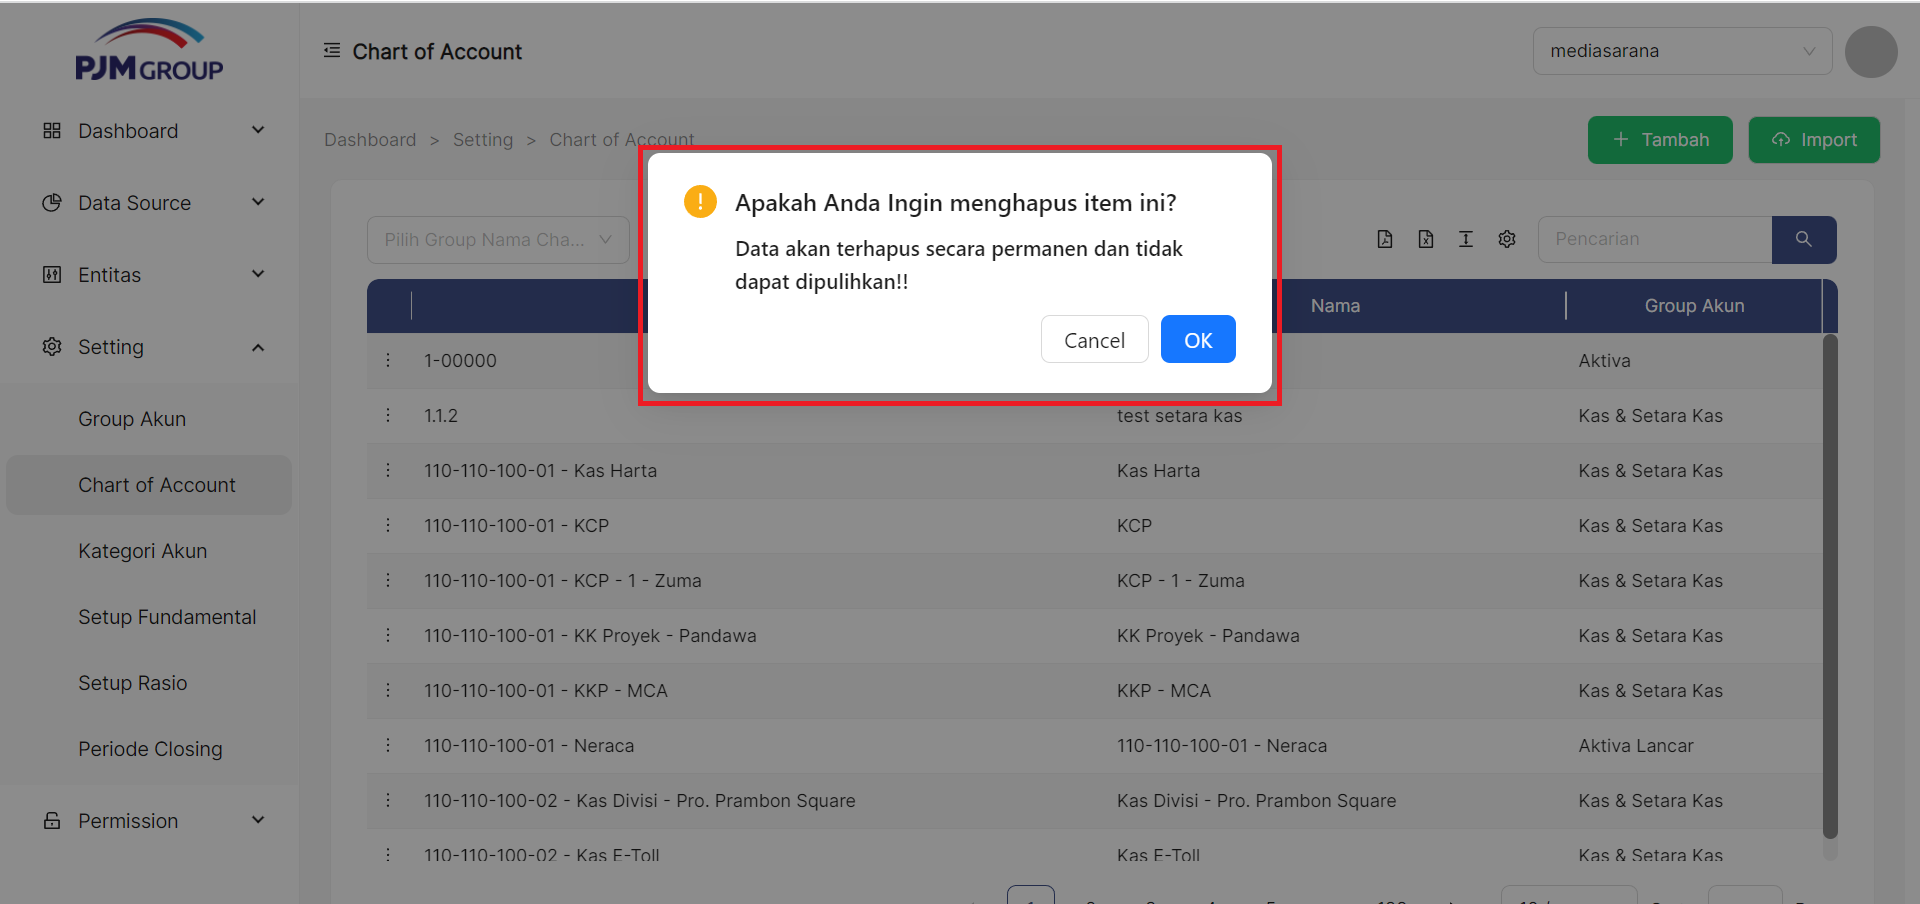 PJM GROUP
Chart of Account
mediasarana
Dashboard
Data Source
Entitas
Setting
Group Akun
Chart of Account
Kategori Akun
Setup Fundamental
Setup Rasio
Periode Closing
Permission
Dashboard > Setting > Chart of Account
+ Tambah
Import
Apakah Anda Ingin menghapus item ini?
Data akan terhapus secara permanen dan tidak
dapat dipulihkan!!
Cancel
OK
Pilih Group Nama Cha...
Pencarian
Nama Group Akun
1-00000 Aktiva
1.1.2 test setara kas Kas & Setara Kas
110-110-100-01 - Kas Harta Kas Harta Kas & Setara Kas
110-110-100-01 - KCP KCP Kas & Setara Kas
110-110-100-01 - KCP - 1 - Zuma KCP - 1 - Zuma Kas & Setara Kas
110-110-100-01 - KK Proyek - Pandawa KK Proyek - Pandawa Kas & Setara Kas
110-110-100-01 - KKP - MCA KKP - MCA Kas & Setara Kas
110-110-100-01 - Neraca 110-110-100-01 - Neraca Aktiva Lancar
110-110-100-02 - Kas Divisi - Pro. Prambon Square Kas Divisi - Pro. Prambon Square Kas & Setara Kas
110-110-100-02 - Kas E-Toll Kas E-Toll Kas & Setara Kas